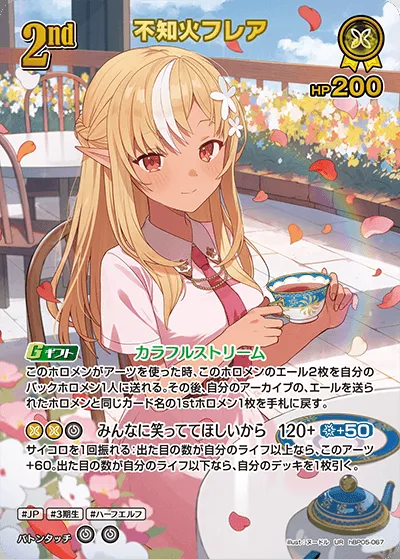 2nd
不知火フレア
HP200
Gギフト カラフルストリーム
このホロメンがアーツを使った時、このホロメンのエール2枚を自分の
バックホロメン1人に送れる。その後、自分のアーカイブの、エールを送ら
れたホロメンと同じカード名の1stホロメン1枚を手札に戻す。
みんなに笑っててほしいから 120+ +50
サイコロを1回振れる:出た目の数が自分のライフ以上なら、このアーツ
+60。出た目の数が自分のライフ以下なら、自分のデッキを1枚引く。
#JP #3期生 #ハーフエルフ
バトンタッチ
illust:ヌードル UR hBP05-067